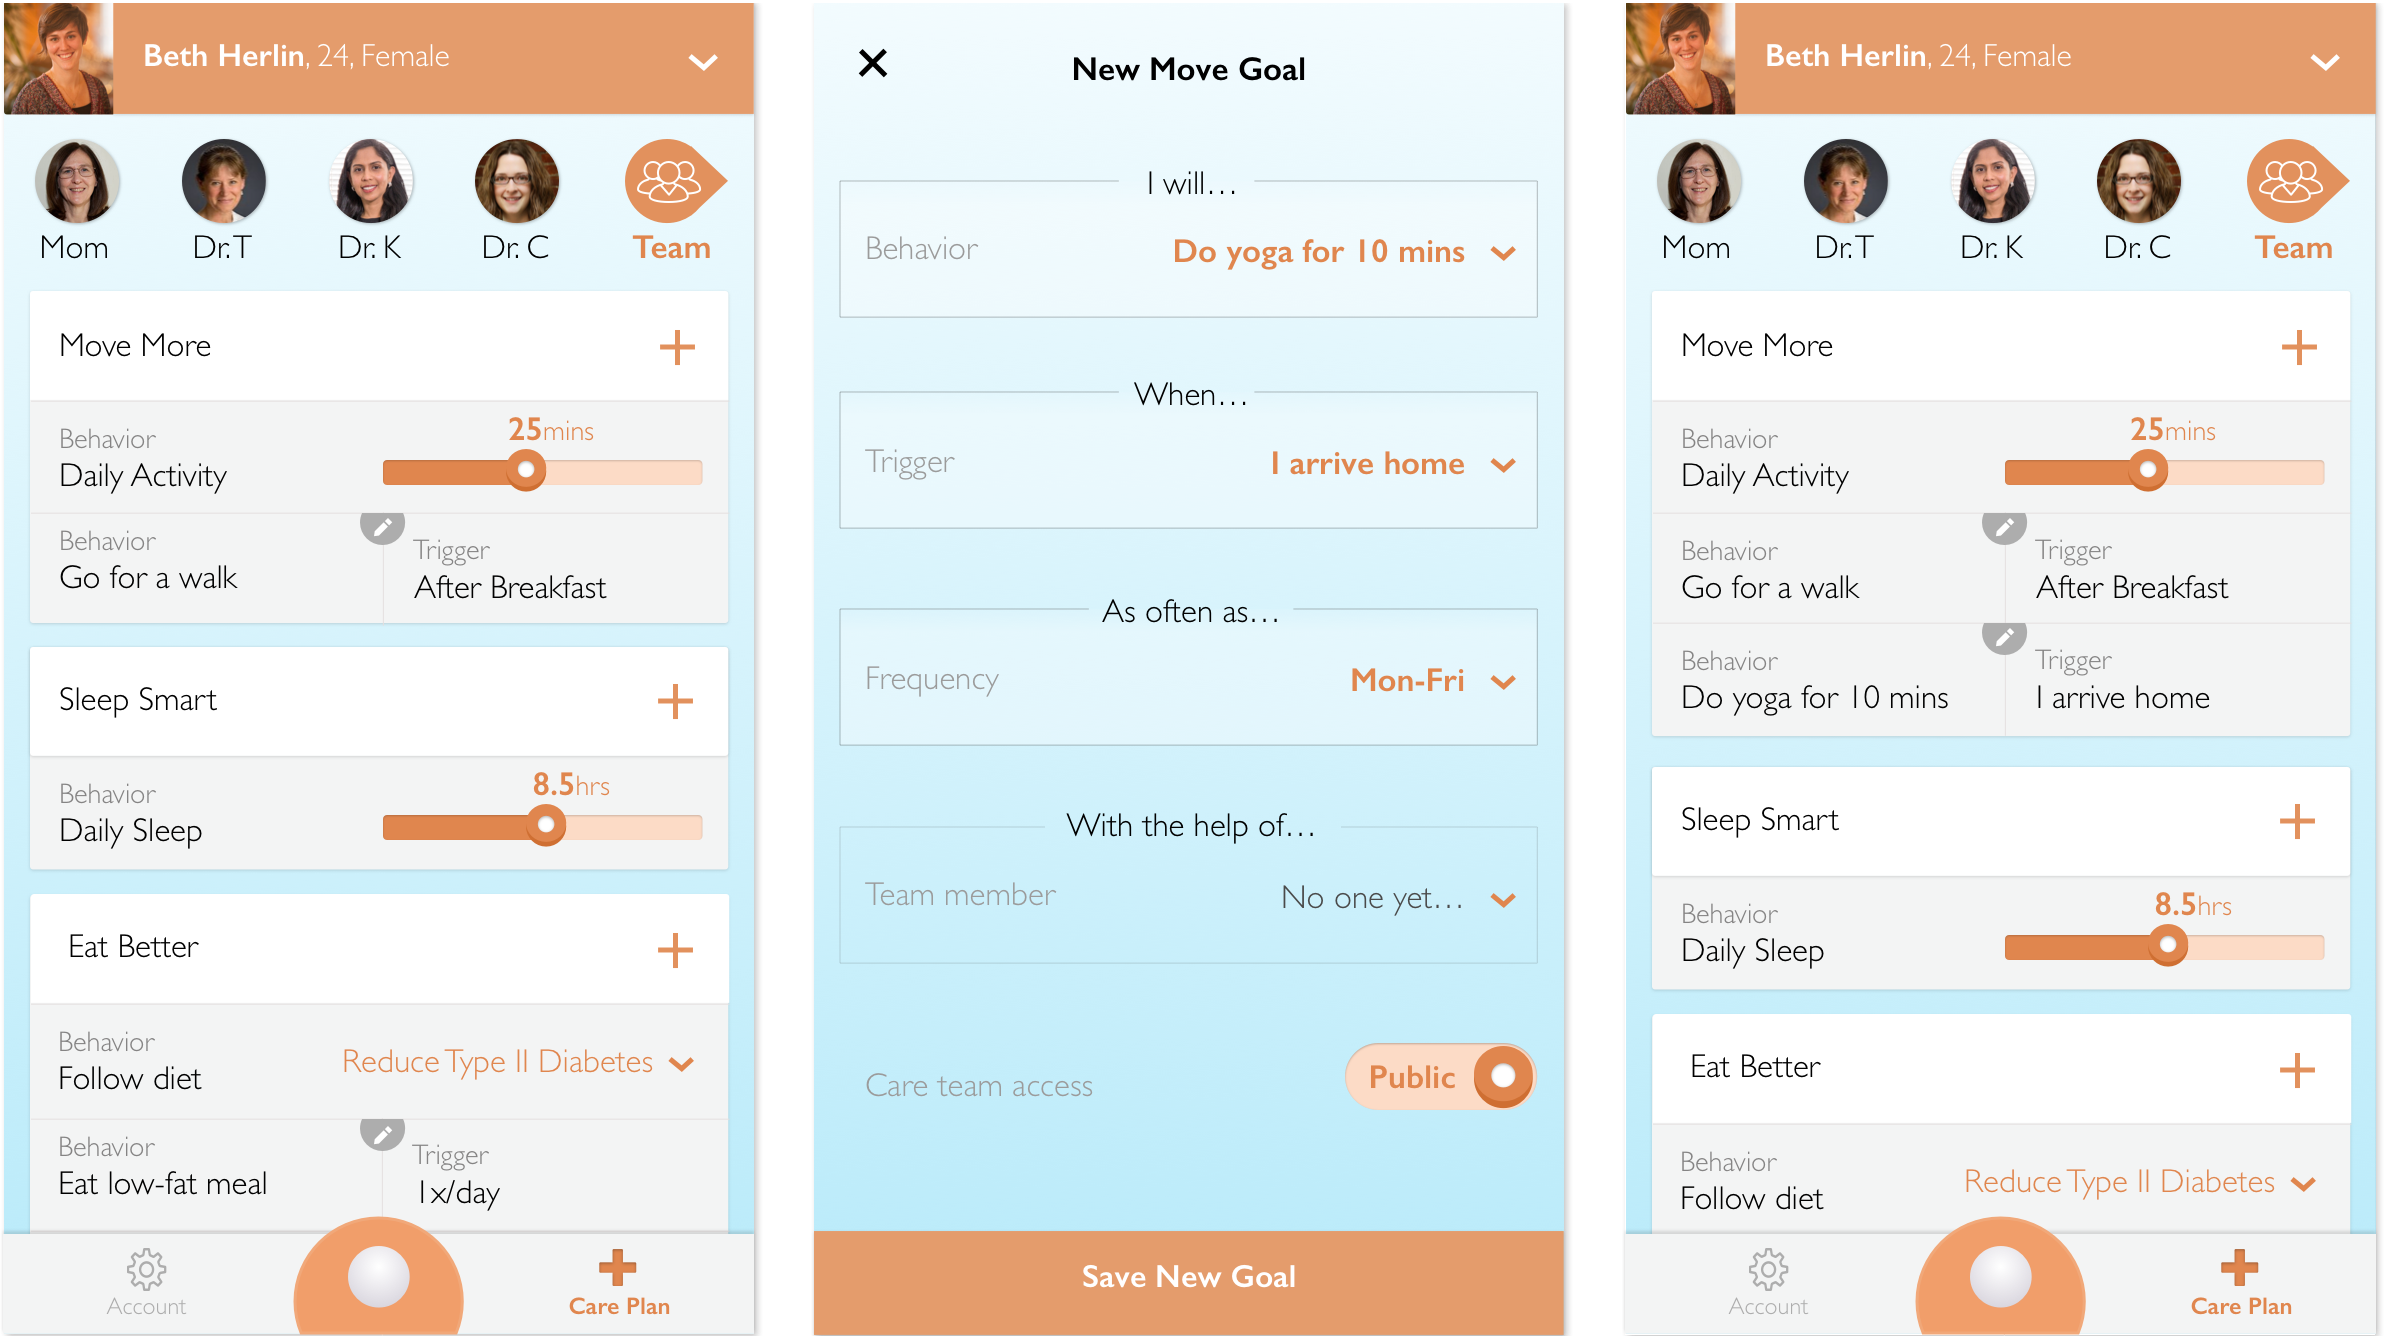 Beth Herlin, 24, Female
Mom
Dr. T
Dr. K
Dr. C
Team
Move More
Behavior
Daily Activity
25mins
Behavior
Go for a walk
Trigger
After Breakfast
Sleep Smart
Behavior
Daily Sleep
8.5hrs
Eat Better
Behavior
Follow diet
Reduce Type II Diabetes
Behavior
Eat low-fat meal
Trigger
1x/day
Account
Care Plan
New Move Goal
I will...
Behavior
Do yoga for 10 mins
When...
Trigger
I arrive home
As often as...
Frequency
Mon-Fri
With the help of...
Team member
No one yet...
Care team access
Public
Save New Goal
Beth Herlin, 24, Female
Mom
Dr. T
Dr. K
Dr. C
Team
Move More
Behavior
Daily Activity
25mins
Behavior
Go for a walk
Trigger
After Breakfast
Behavior
Do yoga for 10 mins
Trigger
I arrive home
Sleep Smart
Behavior
Daily Sleep
8.5hrs
Eat Better
Behavior
Follow diet
Reduce Type II Diabetes
Account
Care Plan